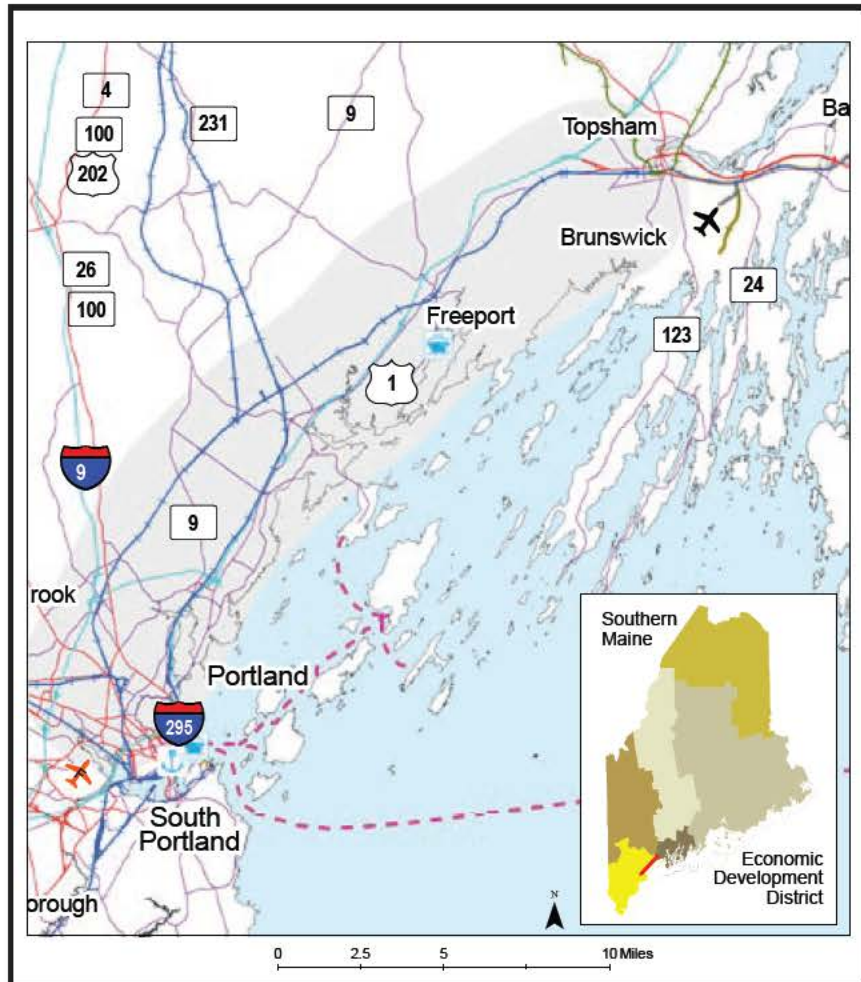 4
231
9
Ba
100
Topsham
202
Brunswick
26
24
100
Freeport
123
1
9
9
rook
Southern
Maine
Portland
295
South
Portland
Economic
Development
District
orough
N
0 2.5 5 10 Miles